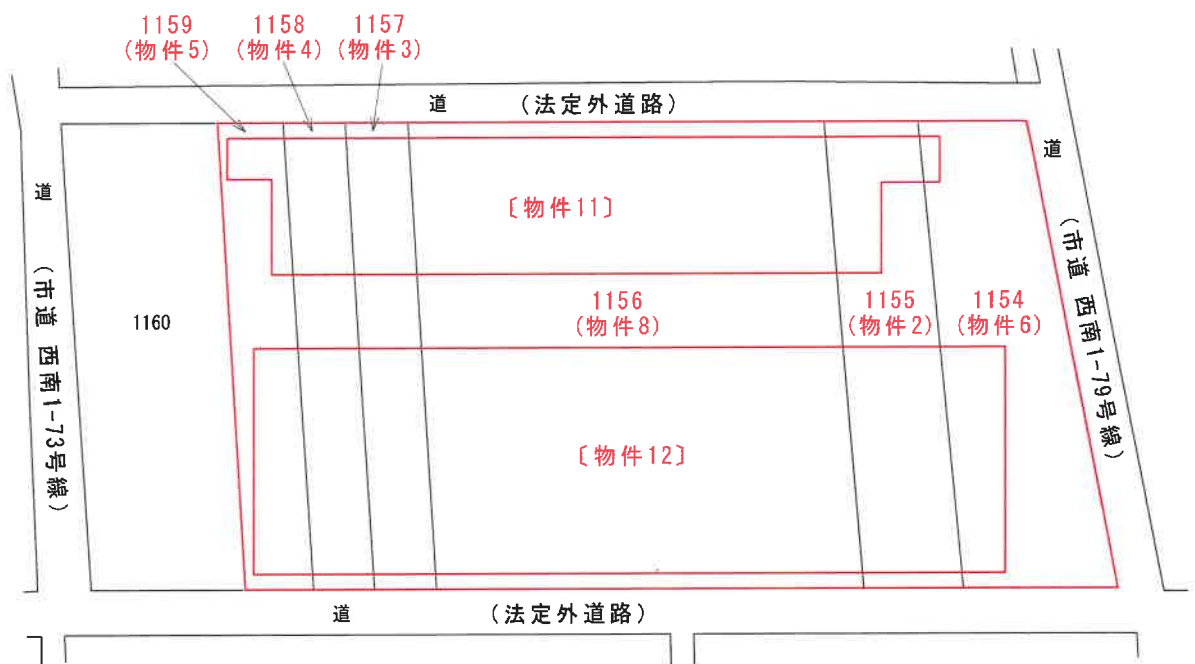 1159
(物件5)
1158
(物件4)
1157
(物件3)
道 (法定外道路)
道 (市道 西南1-73号線)
道 (市道 西南1-79号線)
〔物件11〕
1160
1156
(物件8)
1155
(物件2)
1154
(物件6)
〔物件12〕
道 (法定外道路)